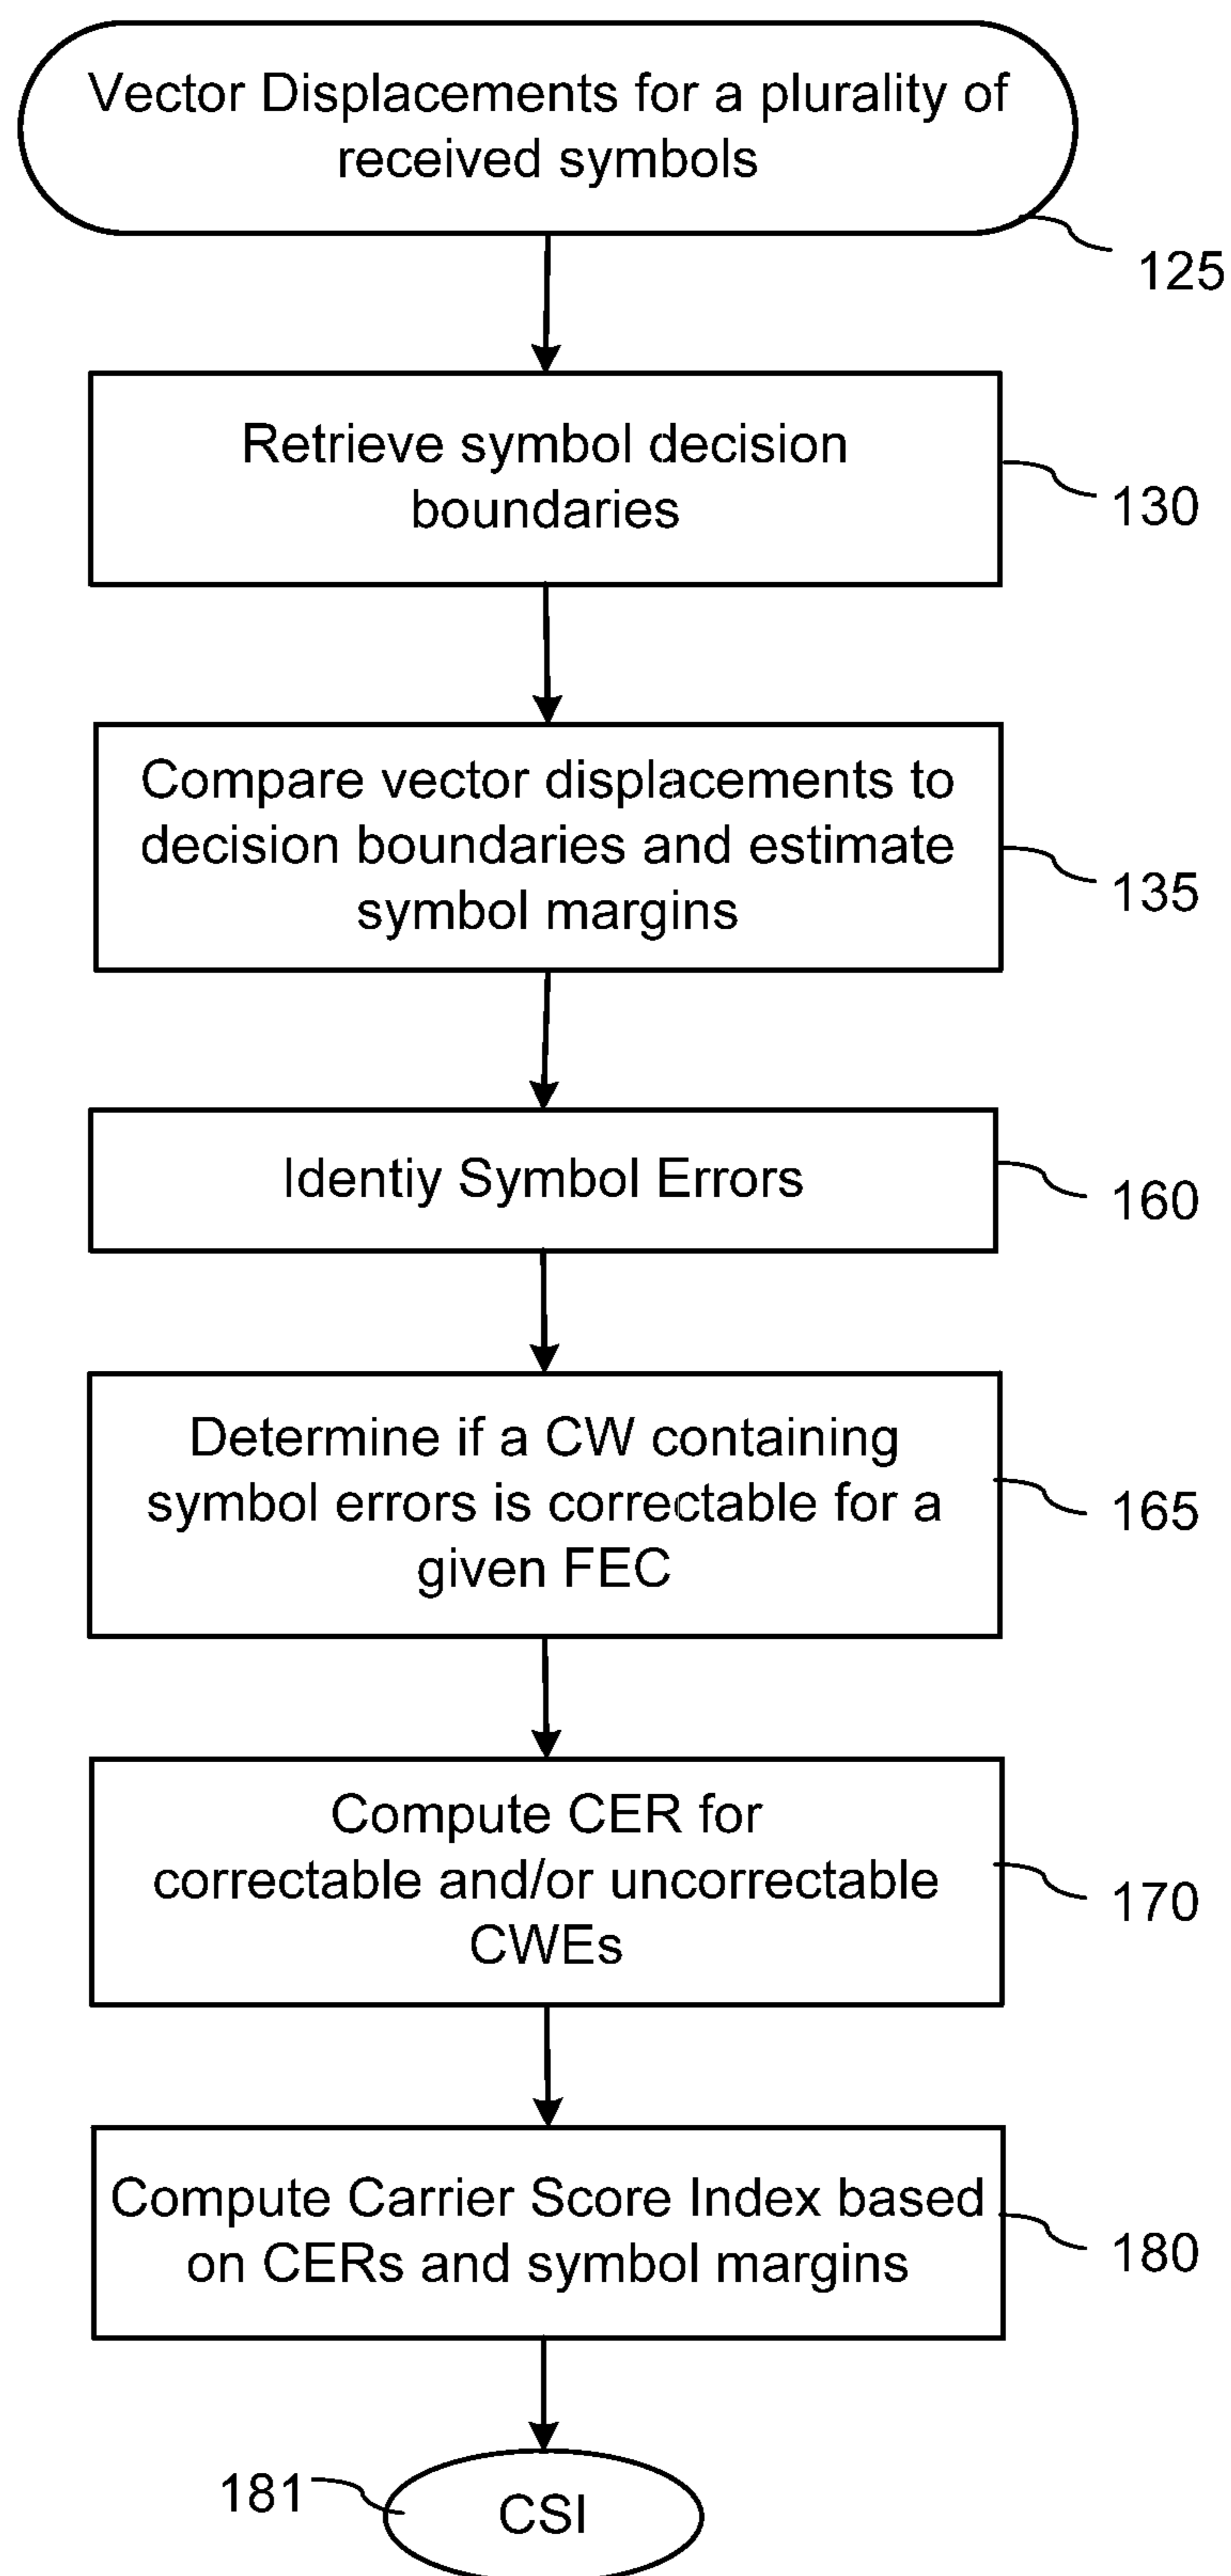 Vector Displacements for a plurality of
received symbols
125
Retrieve symbol decision
boundaries
130
Compare vector displacements to
decision boundaries and estimate
symbol margins
135
Identiy Symbol Errors
160
Determine if a CW containing
symbol errors is correctable for a
given FEC
165
Compute CER for
correctable and/or uncorrectable
CWEs
170
Compute Carrier Score Index based
on CERs and symbol margins
180
181
CSI